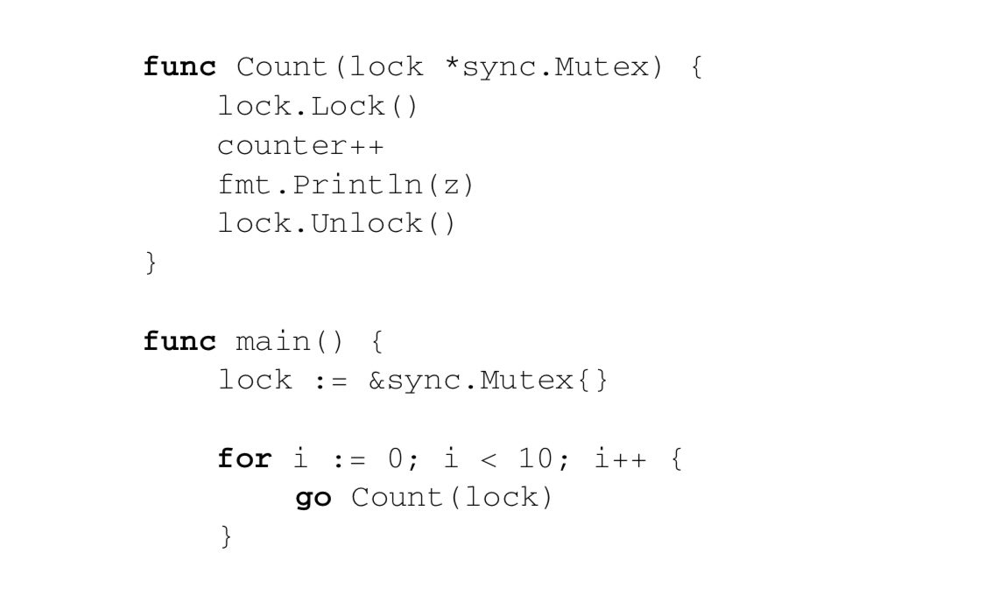 func Count(lock *sync.Mutex) {
    lock.Lock()
    counter++
    fmt.Println(z)
    lock.Unlock()
}

func main() {
    lock := &sync.Mutex{}

    for i := 0; i < 10; i++ {
        go Count(lock)
    }